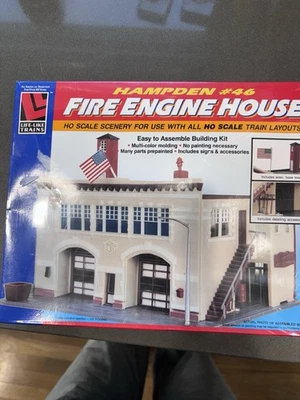 HAMPDEN #46
FIRE ENGINE HOUSE
LIFE-LIKE
TRAINS
HO SCALE SCENERY FOR USE WITH ALL HO SCALE TRAIN LAYOUTS
Easy to Assemble Building Kit
• Multi-color molding • No painting necessary
Many parts prepainted • Includes signs & accessories